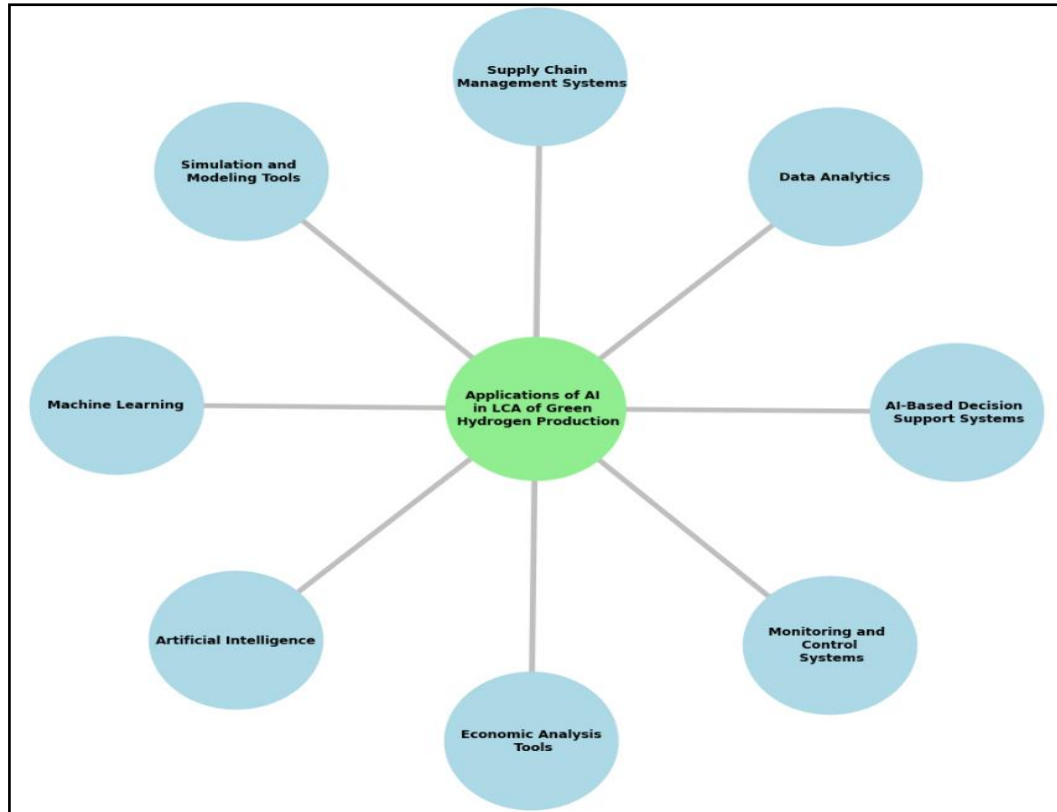 Supply Chain
Management Systems
Simulation and
Modeling Tools
Data Analytics
Machine Learning
Applications of AI
in LCA of Green
Hydrogen Production
AI-Based Decision
Support Systems
Artificial Intelligence
Monitoring and
Control
Systems
Economic Analysis
Tools